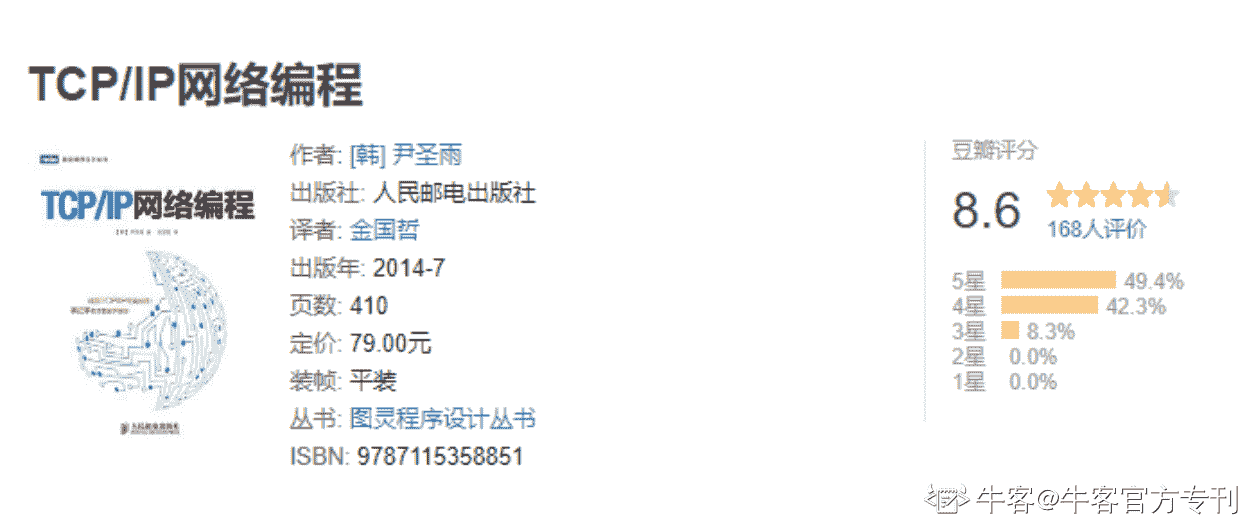 TCP/IP网络编程
TCP/IP网络编程
作者: [韩] 尹圣雨
出版社: 人民邮电出版社
译者: 金国哲
出版年: 2014-7
页数: 410
定价: 79.00元
装帧: 平装
丛书: 图灵程序设计丛书
ISBN: 9787115358851
豆瓣评分
8.6
168人评价
5星 49.4%
4星 42.3%
3星 8.3%
2星 0.0%
1星 0.0%
牛客@牛客官方专刊